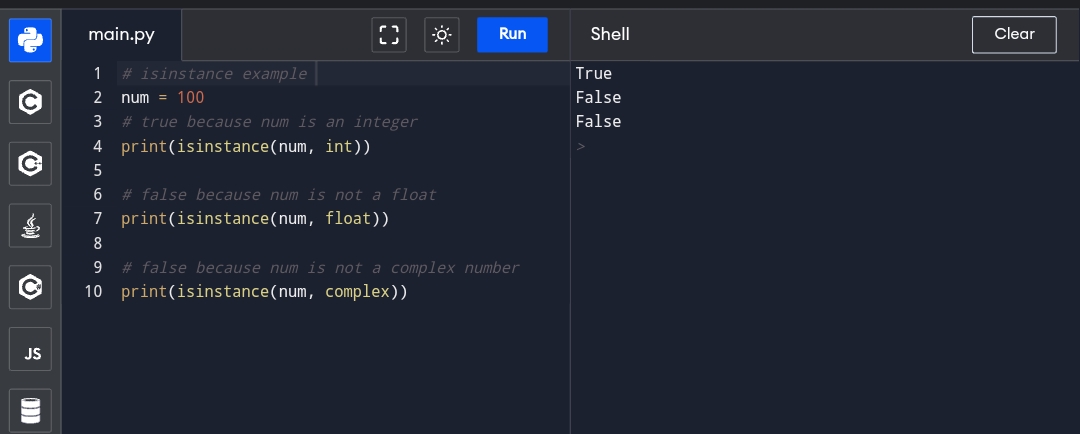 main.py
Run
Shell
Clear
1 # isinstance example
2 num = 100
3 # true because num is an integer
4 print(isinstance(num, int))
5
6 # false because num is not a float
7 print(isinstance(num, float))
8
9 # false because num is not a complex number
10 print(isinstance(num, complex))
True
False
False
>
C
C++
C#
JS